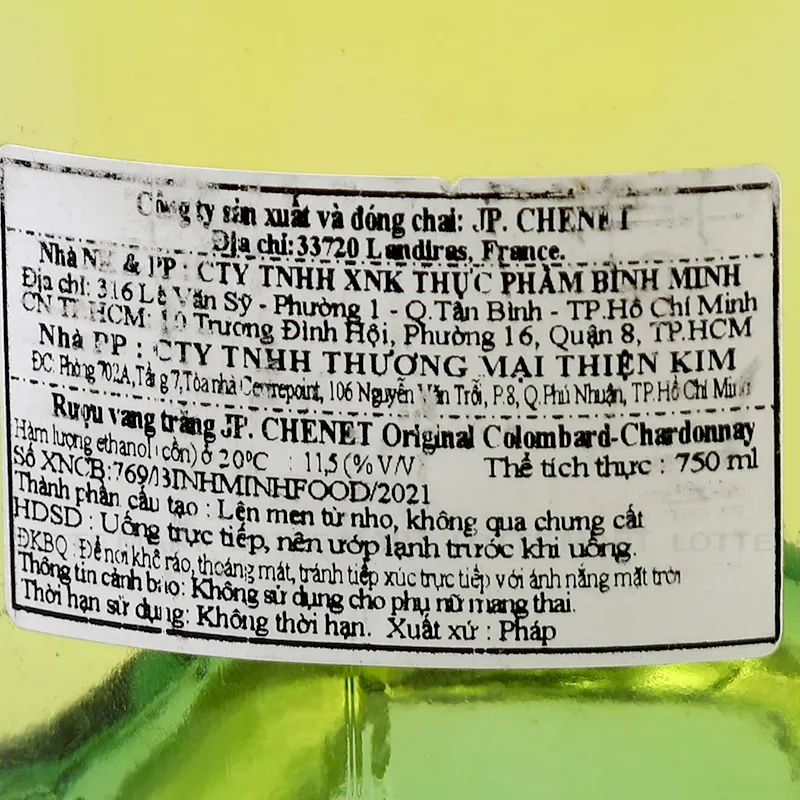 Công ty sản xuất và đóng chai: JP. CHENET
Địa chỉ:33720 Landiras, France.
Nhà NK & PP : CTY TNHH XNK THỰC PHẨM BÌNH MINH
Địa chỉ: 316 Lê Văn Sỹ - Phường 1 - Q.Tân Bình - TP.Hồ Chí Minh
CN TP.HCM: 10 Trương Đình Hội, Phường 16, Quận 8, TP.HCM
Nhà PP : CTY TNHH THƯƠNG MẠI THIỆN KIM
ĐC: Phòng 702A, Tầng 7, Tòa nhà Centrepoint, 106 Nguyễn Văn Trỗi, P.8, Q.Phú Nhuận, TP.Hồ Chí Minh
Rượu vang trắng JP. CHENET Original Colombard-Chardonnay
Hàm lượng ethanol (cồn) ở 20°C : 11,5 (% V/V) Thể tích thực : 750 ml
Số XNCB:769/BINHMINHFOOD/2021
Thành phần cấu tạo : Lên men từ nho, không qua chưng cất
HDSD : Uống trực tiếp, nên ướp lạnh trước khi uống.
ĐKBQ : Để nơi khô ráo, thoáng mát, tránh tiếp xúc trực tiếp với ánh nắng mặt trời
Thông tin cảnh báo: Không sử dụng cho phụ nữ mang thai.
Thời hạn sử dụng: Không thời hạn. Xuất xứ : Pháp
LOTTE